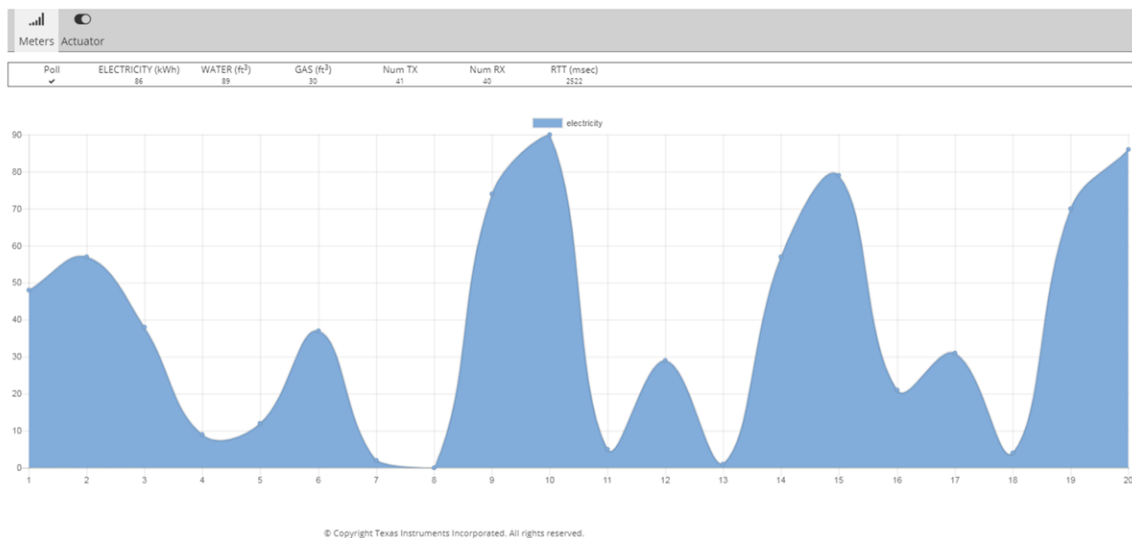 Meters Actuator
Poll ELECTRICITY (kWh) WATER (ft³) GAS (ft³) Num TX Num RX RTT (msec)
✔ 86 89 30 41 40 2522
electricity
90
80
70
60
50
40
30
20
10
0
1 2 3 4 5 6 7 8 9 10 11 12 13 14 15 16 17 18 19 20
© Copyright Texas Instruments Incorporated. All rights reserved.